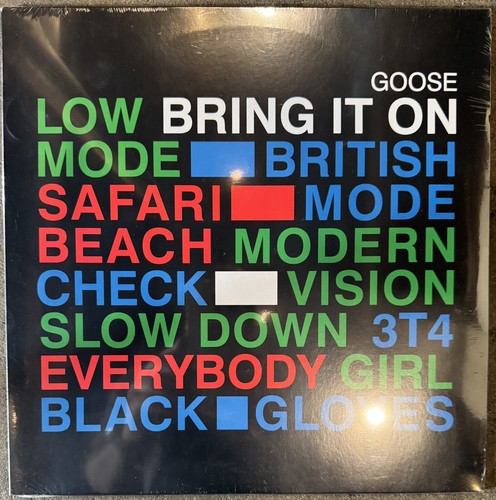 GOOSE
LOW BRING IT ON
MODE BRITISH
SAFARI MODE
BEACH MODERN
CHECK VISION
SLOW DOWN 3T4
EVERYBODY GIRL
BLACK GLOVES